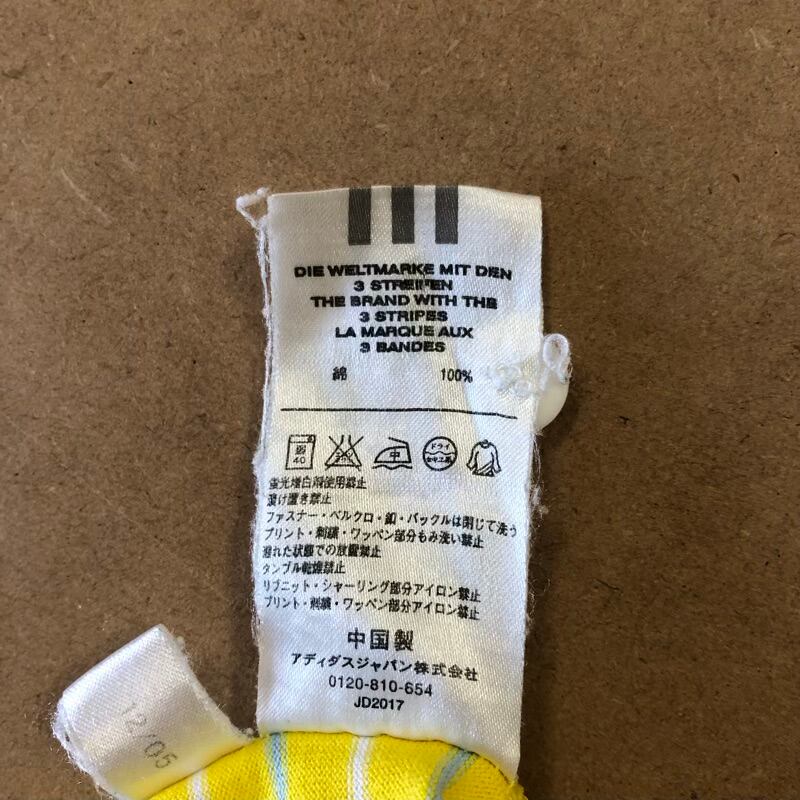 DIE WELTMARKE MIT DEN
3 STREIFEN
THE BRAND WITH THE
3 STRIPES
LA MARQUE AUX
3 BANDES
綿 100%
弱
40
中
ドライ
蛍光増白剤使用禁止
漬け置き禁止
ファスナー・ベルクロ・釦・バックルは閉じて洗う
プリント・刺繍・ワッペン部分もみ洗い禁止
濡れた状態での放置禁止
タンブル乾燥禁止
リブニット・シャーリング部分アイロン禁止
プリント・刺繍・ワッペン部分アイロン禁止
中国製
アディダスジャパン株式会社
0120-810-654
JD2017
12/05